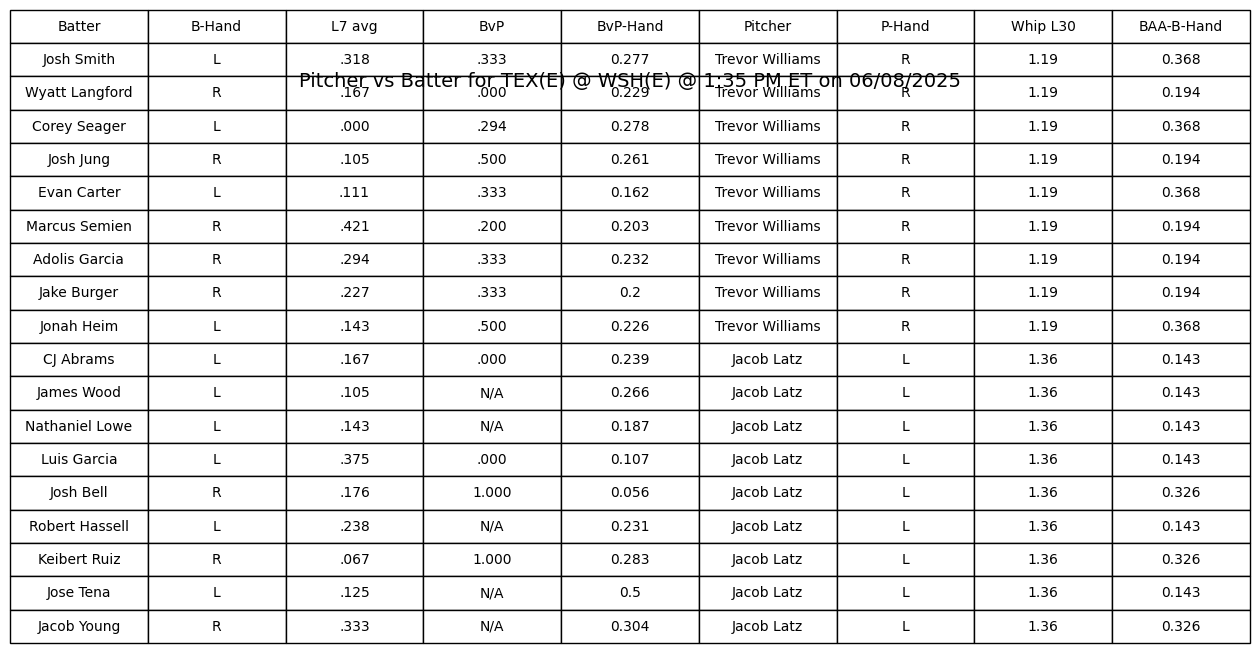 Batter B-Hand L7 avg BvP BvP-Hand Pitcher P-Hand Whip L30 BAA-B-Hand
Josh Smith L .318 .333 0.277 Trevor Williams R 1.19 0.368
Pitcher vs Batter for TEX(E) @ WSH(E) @ 1:35 PM ET on 06/08/2025
Wyatt Langford R .167 .000 0.229 Trevor Williams R 1.19 0.194
Corey Seager L .000 .294 0.278 Trevor Williams R 1.19 0.368
Josh Jung R .105 .500 0.261 Trevor Williams R 1.19 0.194
Evan Carter L .111 .333 0.162 Trevor Williams R 1.19 0.368
Marcus Semien R .421 .200 0.203 Trevor Williams R 1.19 0.194
Adolis Garcia R .294 .333 0.232 Trevor Williams R 1.19 0.194
Jake Burger R .227 .333 0.2 Trevor Williams R 1.19 0.194
Jonah Heim L .143 .500 0.226 Trevor Williams R 1.19 0.368
CJ Abrams L .167 .000 0.239 Jacob Latz L 1.36 0.143
James Wood L .105 N/A 0.266 Jacob Latz L 1.36 0.143
Nathaniel Lowe L .143 N/A 0.187 Jacob Latz L 1.36 0.143
Luis Garcia L .375 .000 0.107 Jacob Latz L 1.36 0.143
Josh Bell R .176 1.000 0.056 Jacob Latz L 1.36 0.326
Robert Hassell L .238 N/A 0.231 Jacob Latz L 1.36 0.143
Keibert Ruiz R .067 1.000 0.283 Jacob Latz L 1.36 0.326
Jose Tena L .125 N/A 0.5 Jacob Latz L 1.36 0.143
Jacob Young R .333 N/A 0.304 Jacob Latz L 1.36 0.326